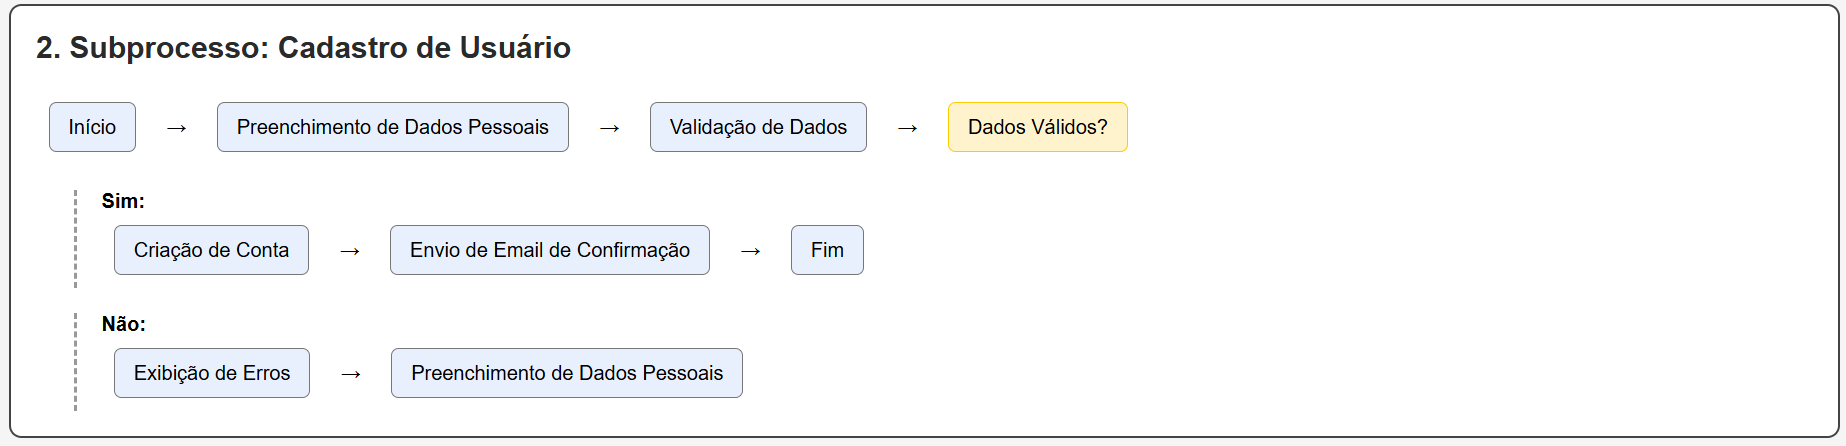 2. Subprocesso: Cadastro de Usuário
Início → Preenchimento de Dados Pessoais → Validação de Dados → Dados Válidos?
Sim:
Criação de Conta → Envio de Email de Confirmação → Fim
Não:
Exibição de Erros → Preenchimento de Dados Pessoais